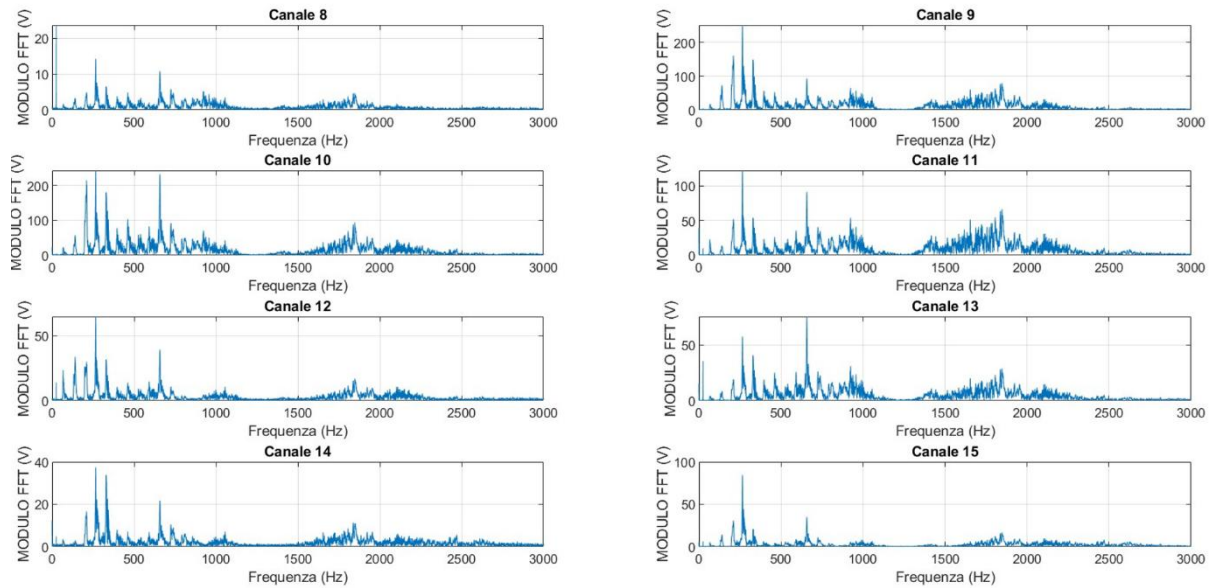 Canale 8
MODULO FFT (V)
20
10
0
0 500 1000 1500 2000 2500 3000
Frequenza (Hz)
Canale 9
MODULO FFT (V)
200
100
0
0 500 1000 1500 2000 2500 3000
Frequenza (Hz)
Canale 10
MODULO FFT (V)
200
100
0
0 500 1000 1500 2000 2500 3000
Frequenza (Hz)
Canale 11
MODULO FFT (V)
100
50
0
0 500 1000 1500 2000 2500 3000
Frequenza (Hz)
Canale 12
MODULO FFT (V)
50
0
0 500 1000 1500 2000 2500 3000
Frequenza (Hz)
Canale 13
MODULO FFT (V)
50
0
0 500 1000 1500 2000 2500 3000
Frequenza (Hz)
Canale 14
MODULO FFT (V)
40
20
0
0 500 1000 1500 2000 2500 3000
Frequenza (Hz)
Canale 15
MODULO FFT (V)
100
50
0
0 500 1000 1500 2000 2500 3000
Frequenza (Hz)